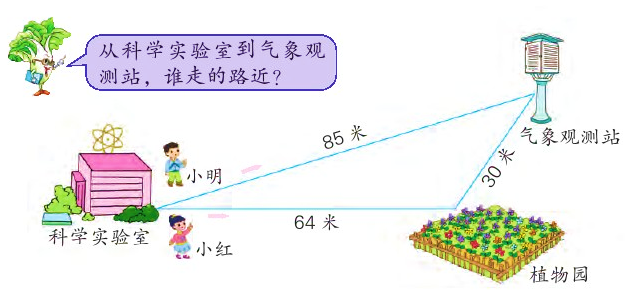 从科学实验室到气象观
测站，谁走的路近？
85 米
气象观测站
小明
30 米
64 米
科学实验室
小红
植物园